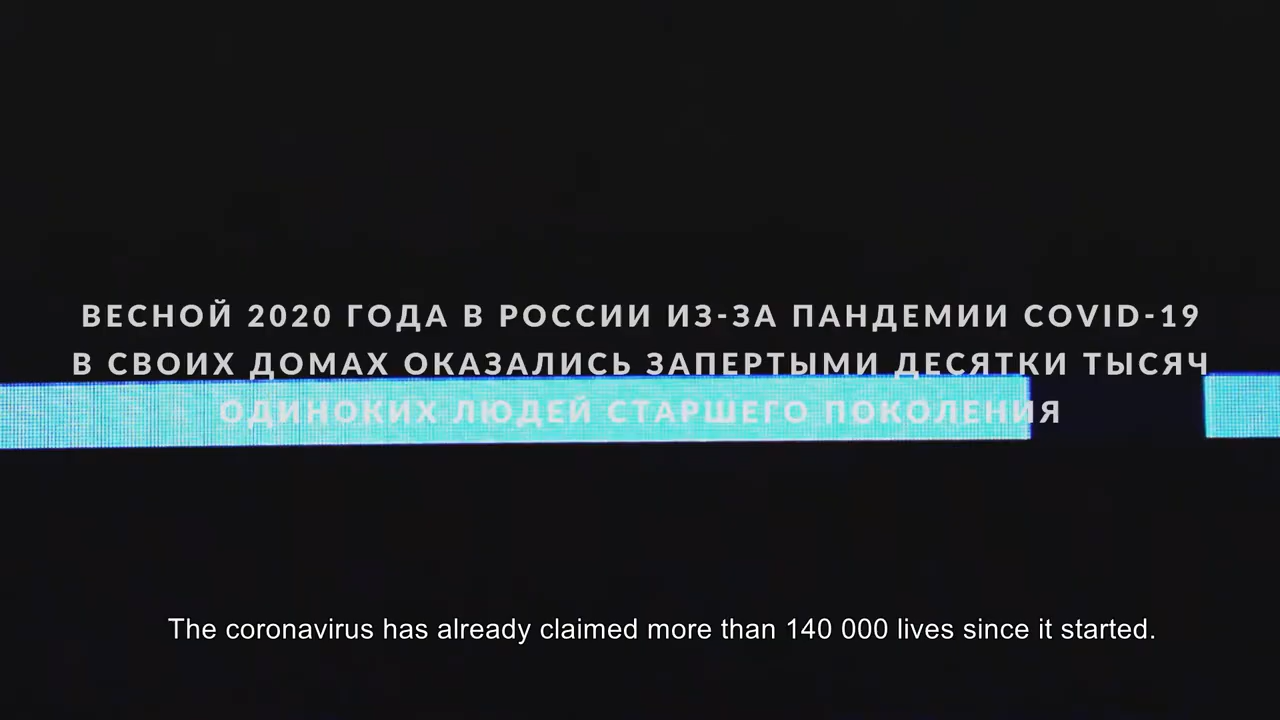 ВЕСНОЙ 2020 ГОДА В РОССИИ ИЗ-ЗА ПАНДЕМИИ COVID-19
В СВОИХ ДОМАХ ОКАЗАЛИСЬ ЗАПЕРТЫМИ ДЕСЯТКИ ТЫСЯЧ
ОДИНОКИХ ЛЮДЕЙ СТАРШЕГО ПОКОЛЕНИЯ
The coronavirus has already claimed more than 140 000 lives since it started.